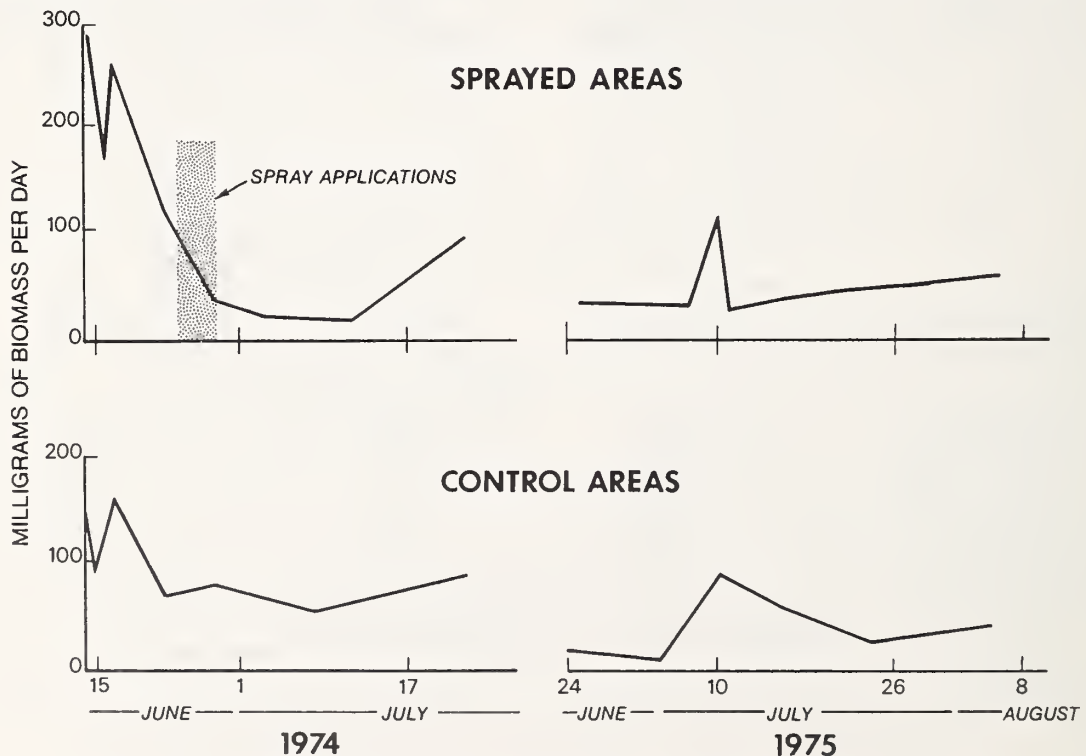 MILLIGRAMS OF BIOMASS PER DAY
300
200
100
0
SPRAYED AREAS
SPRAY APPLICATIONS
200
100
0
CONTROL AREAS
15 1 17 24 10 26 8
JUNE JULY JUNE JULY AUGUST
1974 1975